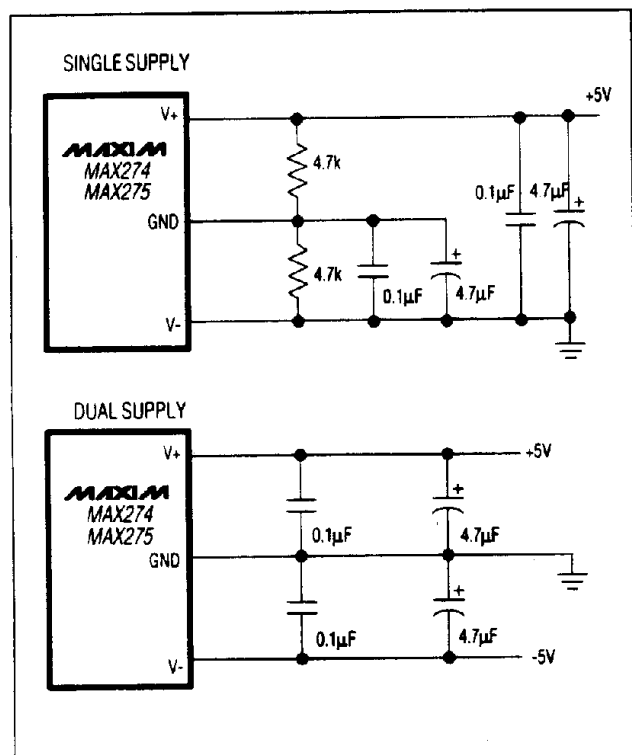 SINGLE SUPPLY
V+
+5V
MAXIM
MAX274
MAX275
4.7k
0.1µF
4.7µF
+
GND
4.7k
+
0.1µF
4.7µF
V-
DUAL SUPPLY
V+
+5V
MAXIM
MAX274
MAX275
+
0.1µF
4.7µF
GND
+
0.1µF
4.7µF
V-
-5V